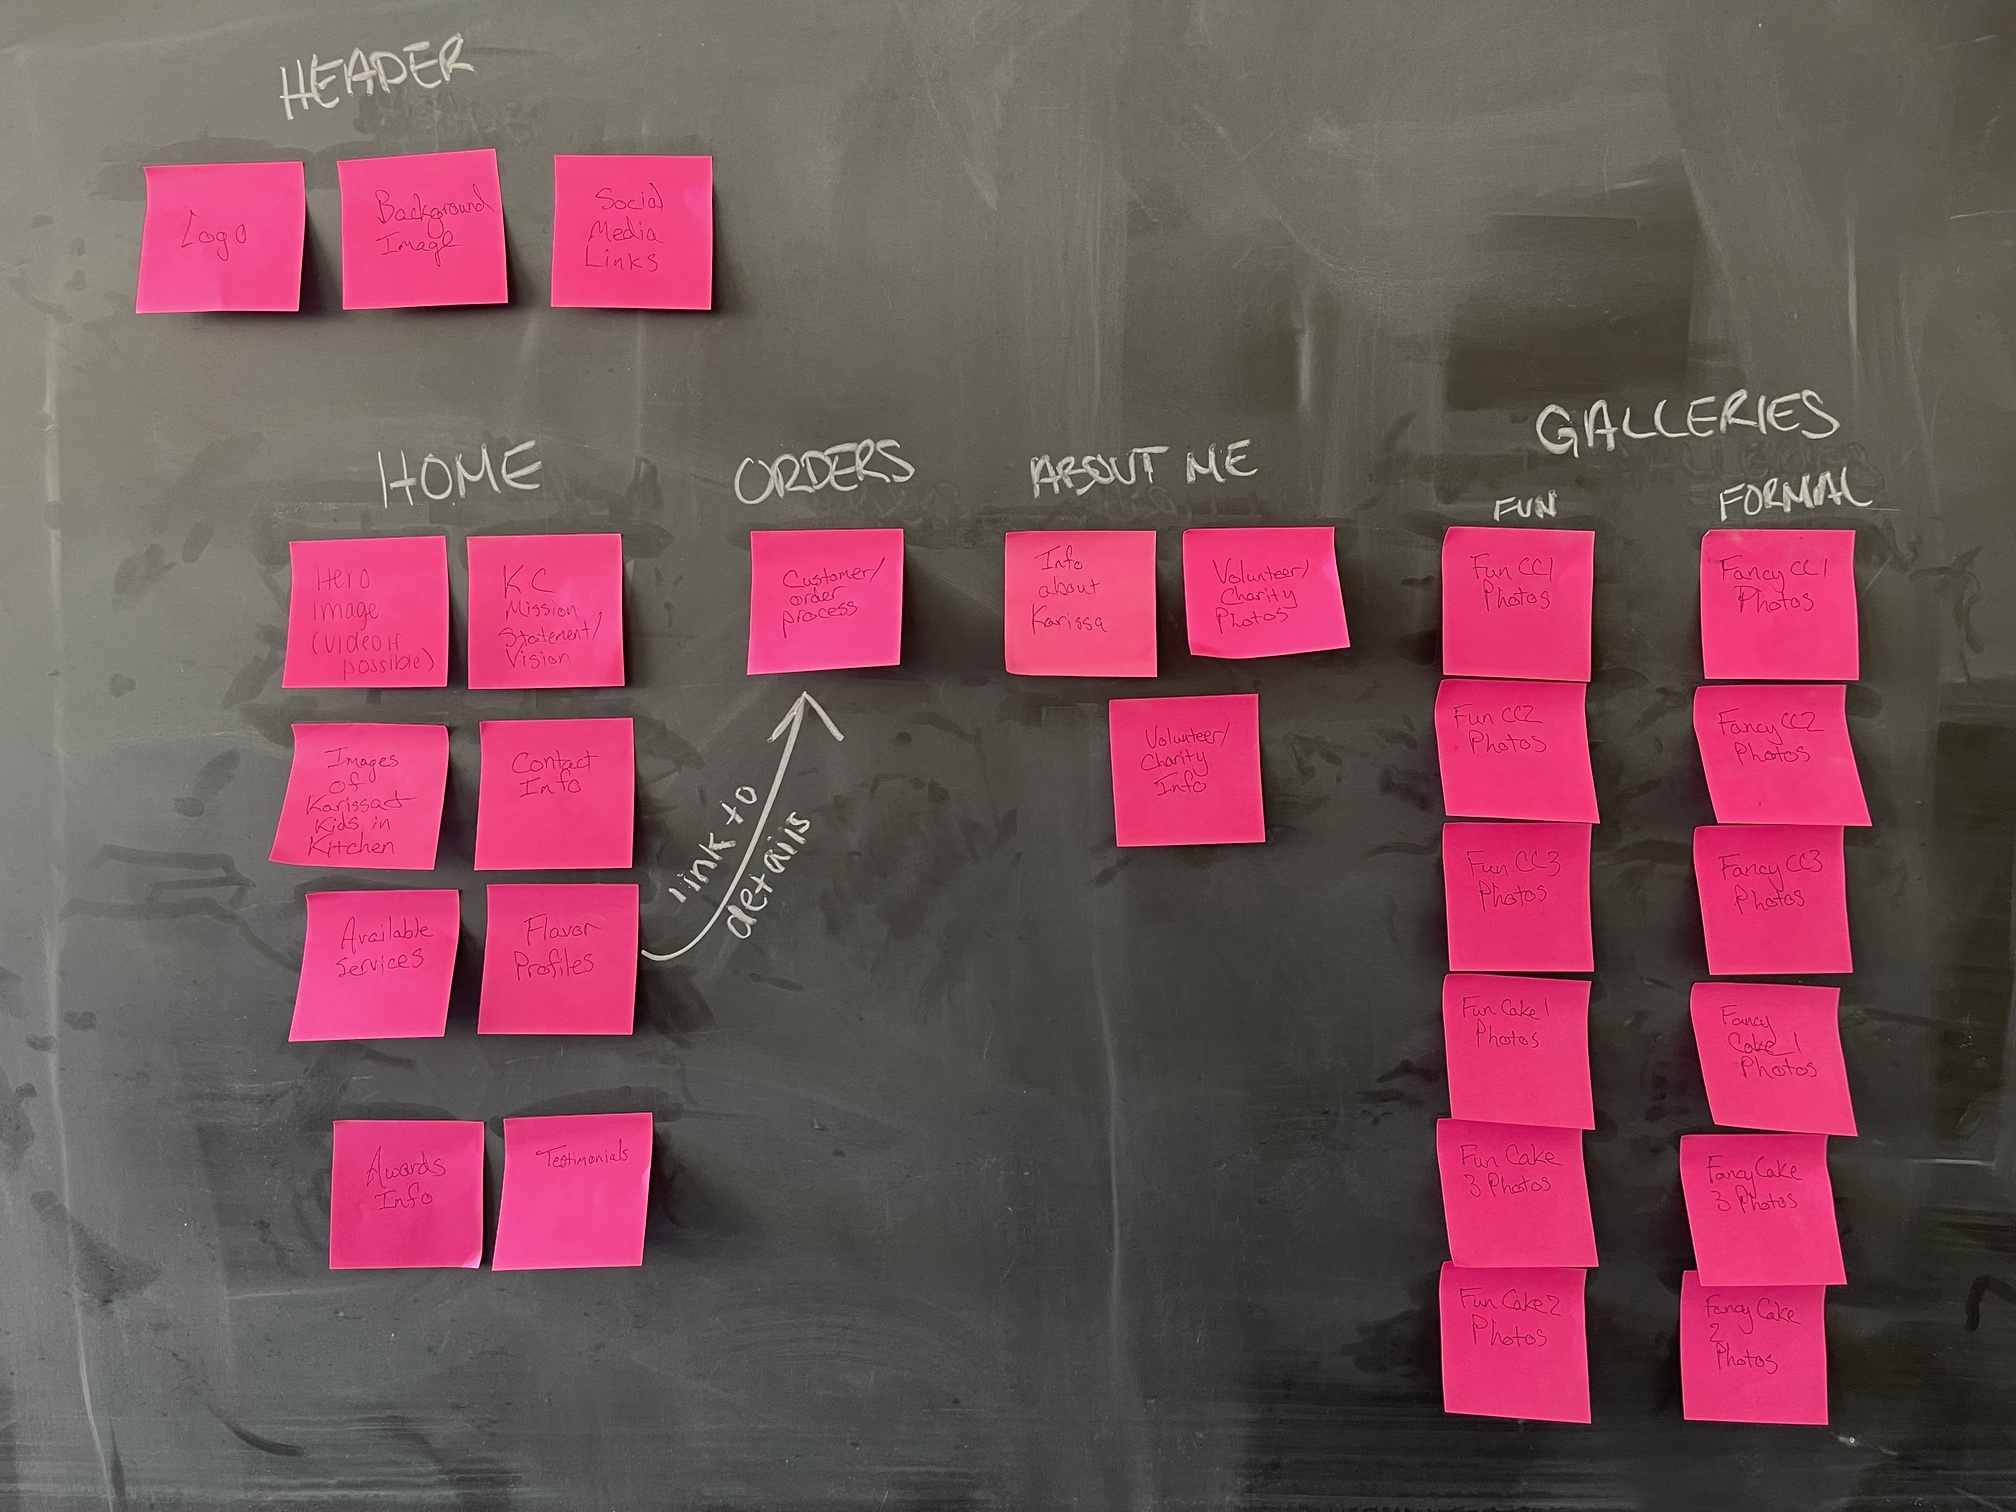 HEADER
Logo
Background
Image
Social
Media
Links
HOME
Hero
image
(video if
possible)
KC
Mission
Statement/
Vision
Images
of
Karissa+
Kids in
Kitchen
Contact
Info
Available
Services
Flavor
Profiles
link to
details
Awards
Info
Testimonials
ORDERS
Customer/
order
process
ABOUT ME
Info
about
Karissa
Volunteer/
Charity
Photos
Volunteer/
Charity
Info
GALLERIES
FUN
Fun CC1
Photos
Fun CC2
Photos
Fun CC3
Photos
Fun Cake 1
Photos
Fun Cake
3 Photos
Fun Cake 2
Photos
FORMAL
Fancy CC1
Photos
Fancy CC2
Photos
Fancy CC3
Photos
Fancy
Cake 1
Photos
Fancy Cake
3 Photos
Fancy Cake
2
Photos